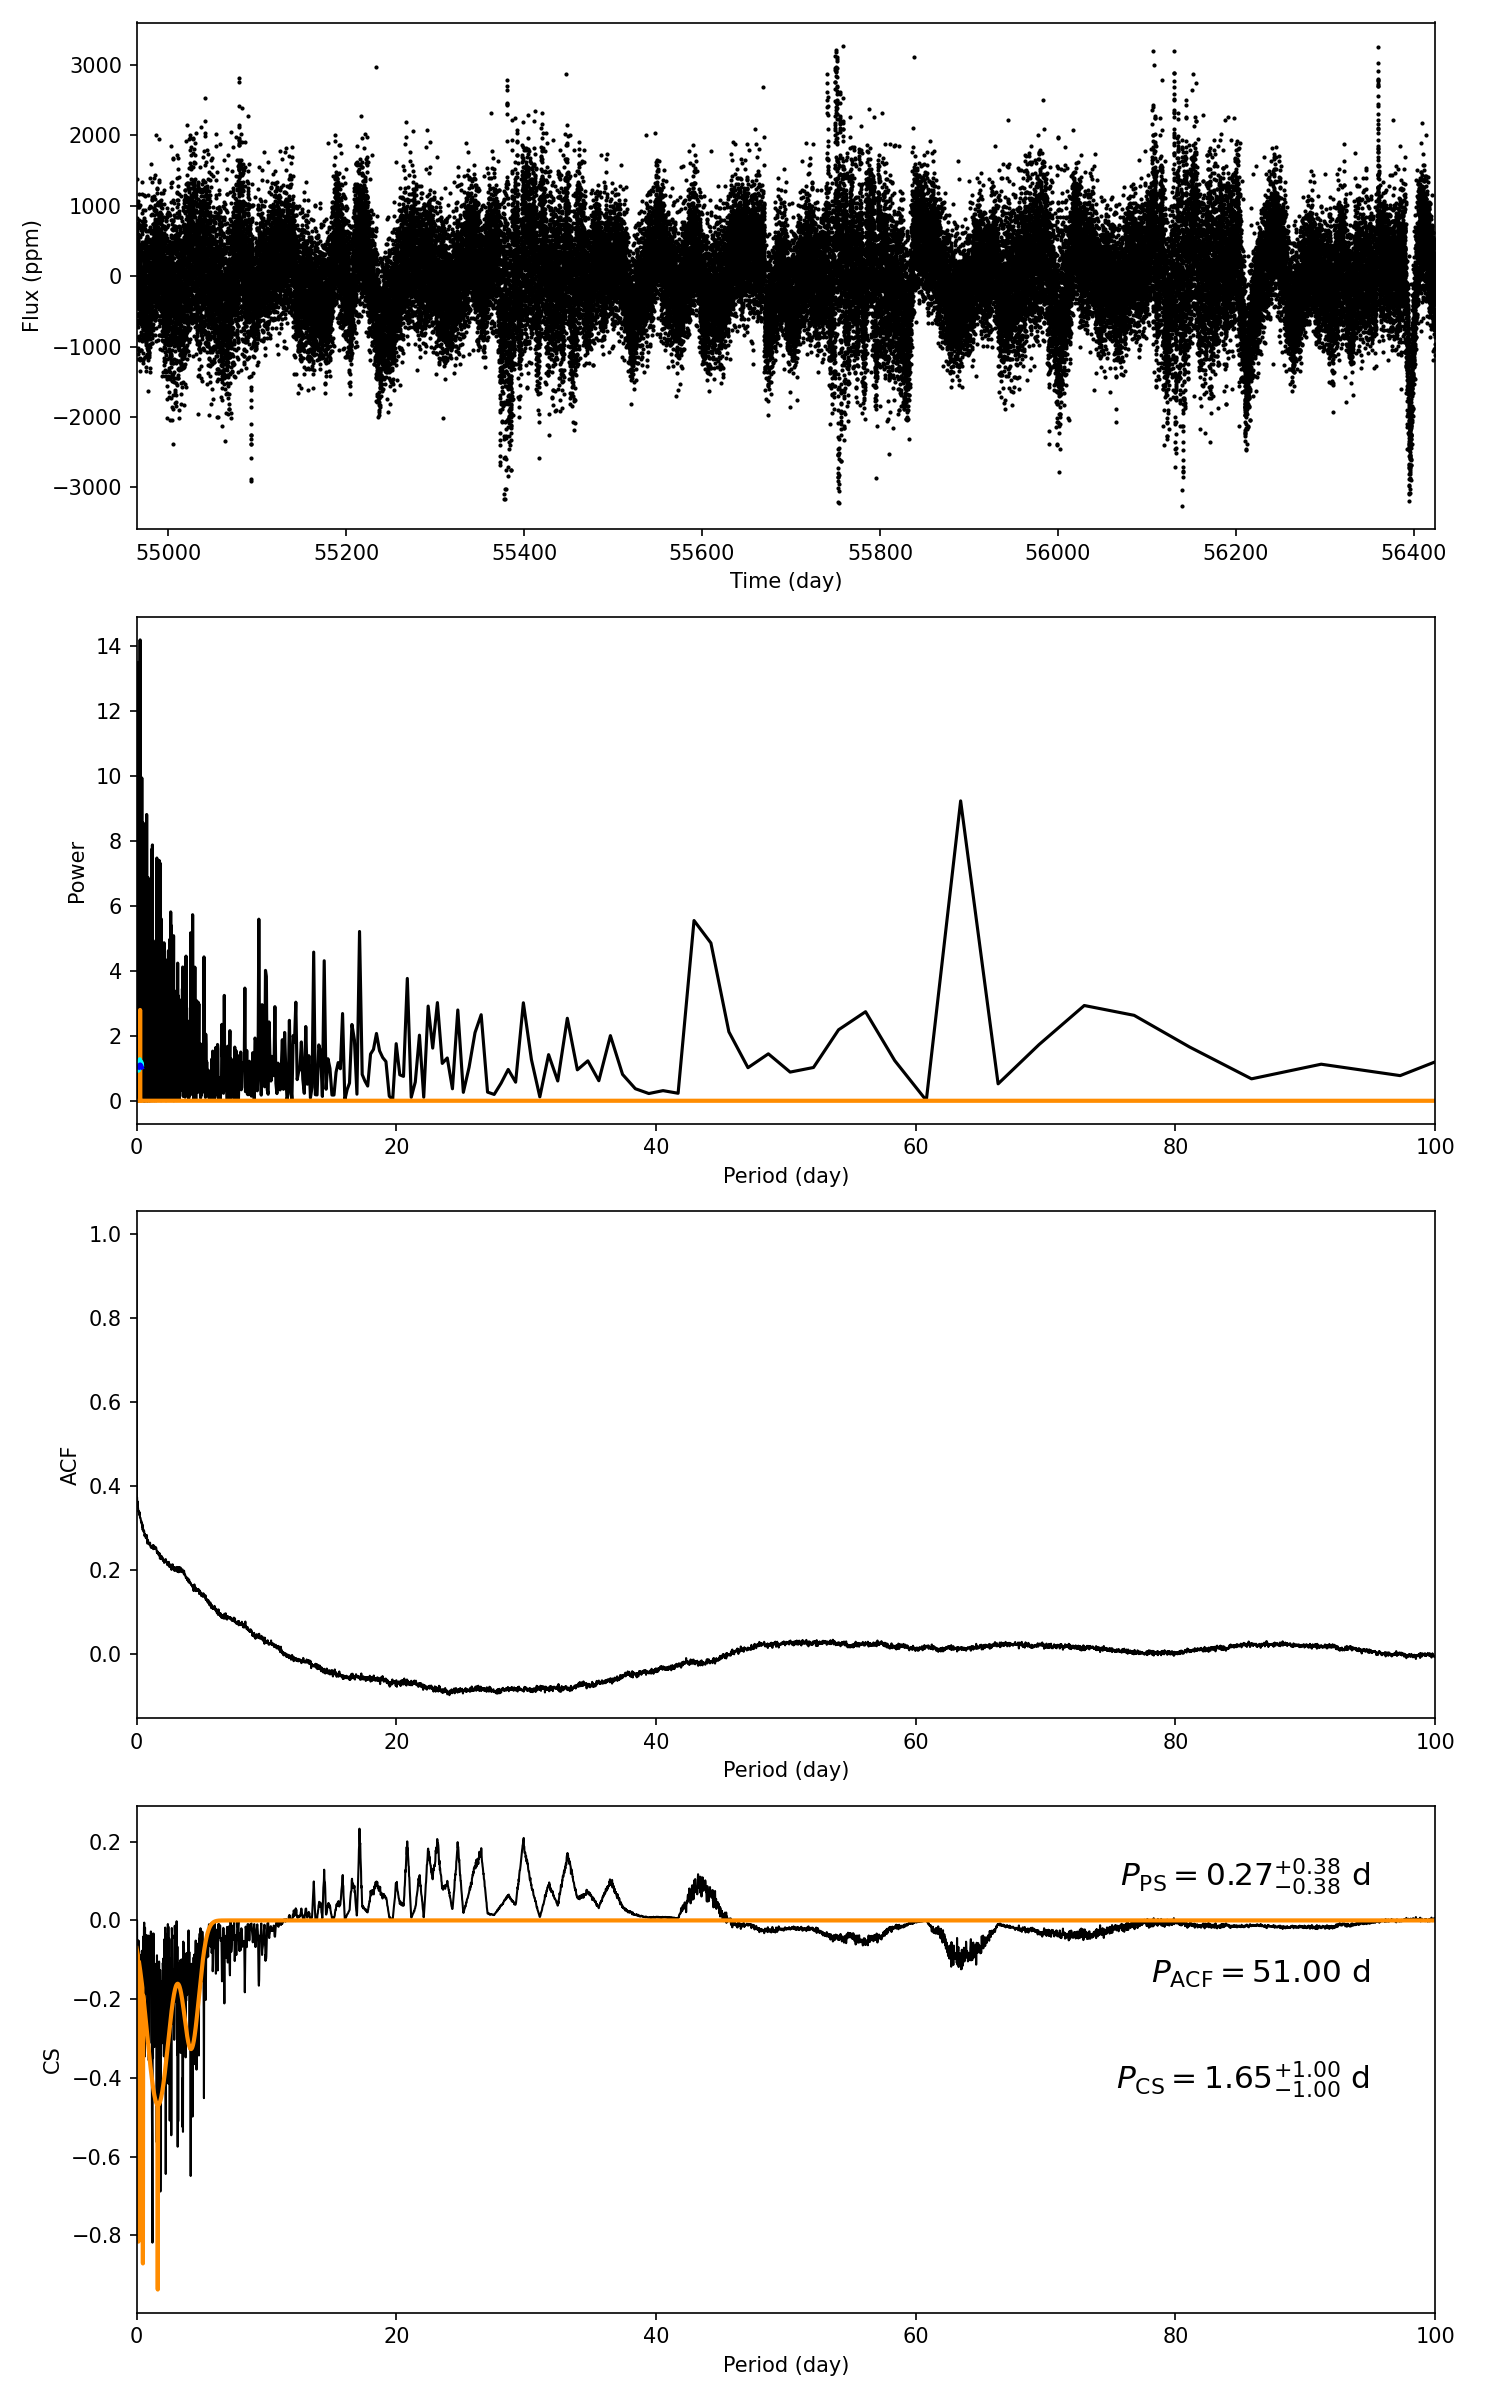 3000
2000
1000
0
−1000
−2000
−3000
Flux (ppm)
55000 55200 55400 55600 55800 56000 56200 56400
Time (day)
14
12
10
8
6
4
2
0
Power
0 20 40 60 80 100
Period (day)
1.0
0.8
0.6
0.4
0.2
0.0
ACF
0 20 40 60 80 100
Period (day)
0.2
0.0
−0.2
−0.4
−0.6
−0.8
CS
P_PS = 0.27^{+0.38}_{−0.38} d
P_ACF = 51.00 d
P_CS = 1.65^{+1.00}_{−1.00} d
0 20 40 60 80 100
Period (day)